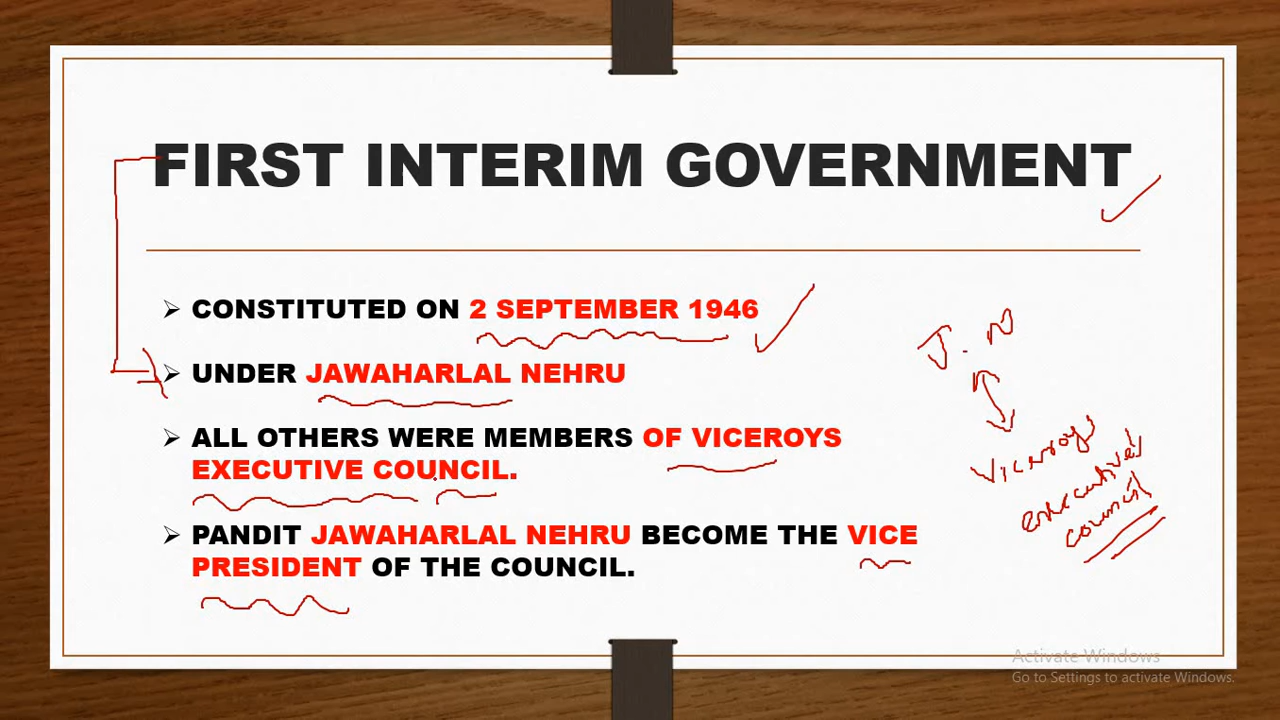 FIRST INTERIM GOVERNMENT
CONSTITUTED ON 2 SEPTEMBER 1946
UNDER JAWAHARLAL NEHRU
ALL OTHERS WERE MEMBERS OF VICEROYS
EXECUTIVE COUNCIL.
PANDIT JAWAHARLAL NEHRU BECOME THE VICE
PRESIDENT OF THE COUNCIL.
J. N
Viceroys
council
Activate Windows
Go to Settings to activate Windows.